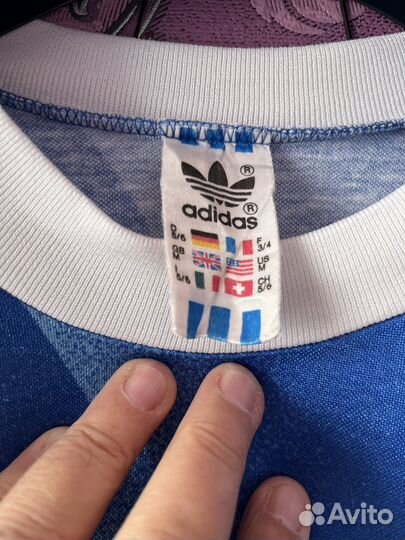 ®
adidas®
D 5/6 F 3/4
GB M US M
I 5/6 CH 5/6
Avito